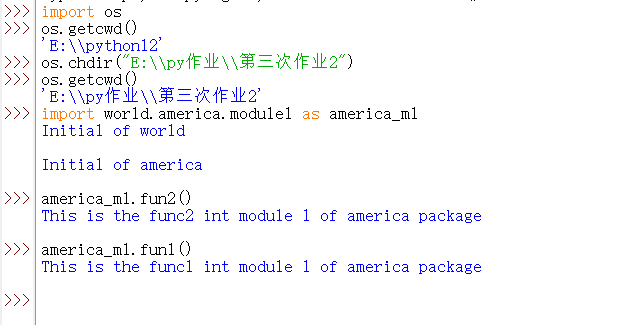 >>> import os
>>> os.getcwd()
'E:\\python12'
>>> os.chdir("E:\\py作业\\第三次作业2")
>>> os.getcwd()
'E:\\py作业\\第三次作业2'
>>> import world.america.module1 as america_m1
Initial of world
Initial of america
>>> america_m1.fun2()
This is the func2 int module 1 of america package
>>> america_m1.fun1()
This is the func1 int module 1 of america package
>>>